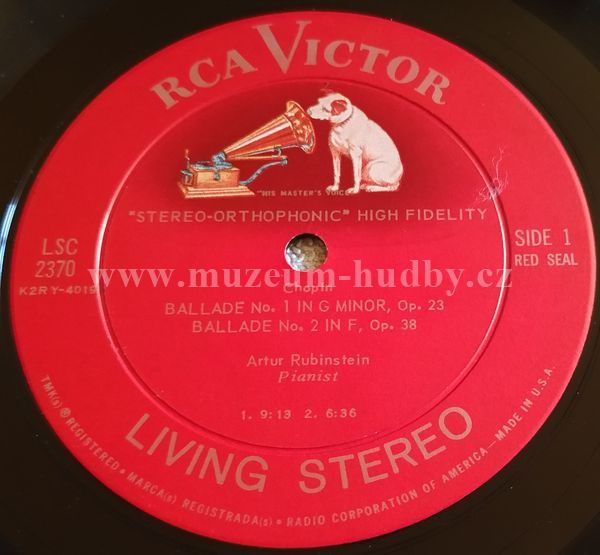 RCA VICTOR
"HIS MASTER'S VOICE"
"STEREO-ORTHOPHONIC" HIGH FIDELITY
LSC
2370
K2RY-4019
SIDE 1
RED SEAL
www.muzeum-hudby.cz
Chopin
BALLADE No. 1 IN G MINOR, Op. 23
BALLADE No. 2 IN F, Op. 38
Artur Rubinstein
Pianist
1. 9:13 2. 6:36
LIVING STEREO
TMK(s) ® REGISTERED • MARCA(s) REGISTRADA(s) • RADIO CORPORATION OF AMERICA—MADE IN U.S.A.